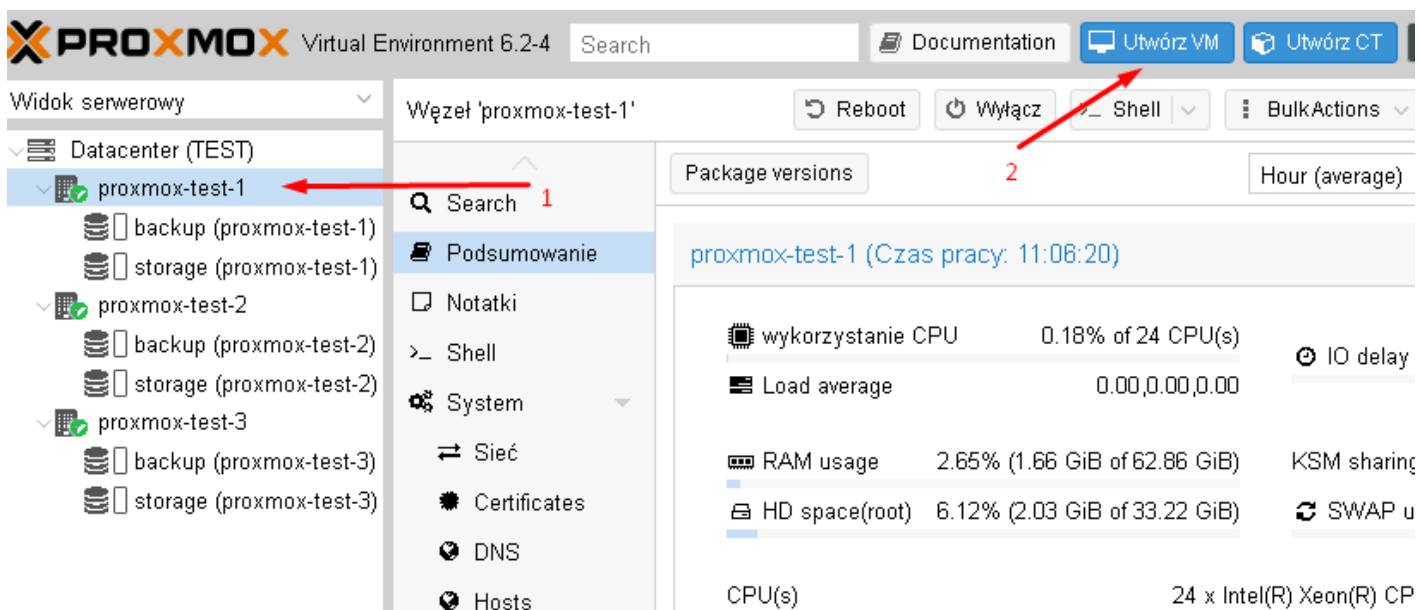 PROXMOX Virtual Environment 6.2-4 Search Documentation Utwórz VM Utwórz CT
Widok serwerowy
Datacenter (TEST)
proxmox-test-1
backup (proxmox-test-1)
storage (proxmox-test-1)
proxmox-test-2
backup (proxmox-test-2)
storage (proxmox-test-2)
proxmox-test-3
backup (proxmox-test-3)
storage (proxmox-test-3)
Węzeł 'proxmox-test-1' Reboot Wyłącz Shell BulkActions
1
2
Search
Podsumowanie
Notatki
Shell
System
Sieć
Certificates
DNS
Hosts
Package versions Hour (average)
proxmox-test-1 (Czas pracy: 11:06:20)
wykorzystanie CPU 0.18% of 24 CPU(s) IO delay
Load average 0.00,0.00,0.00
RAM usage 2.65% (1.66 GiB of 62.86 GiB) KSM sharing
HD space(root) 6.12% (2.03 GiB of 33.22 GiB) SWAP u
CPU(s) 24 x Intel(R) Xeon(R) CP